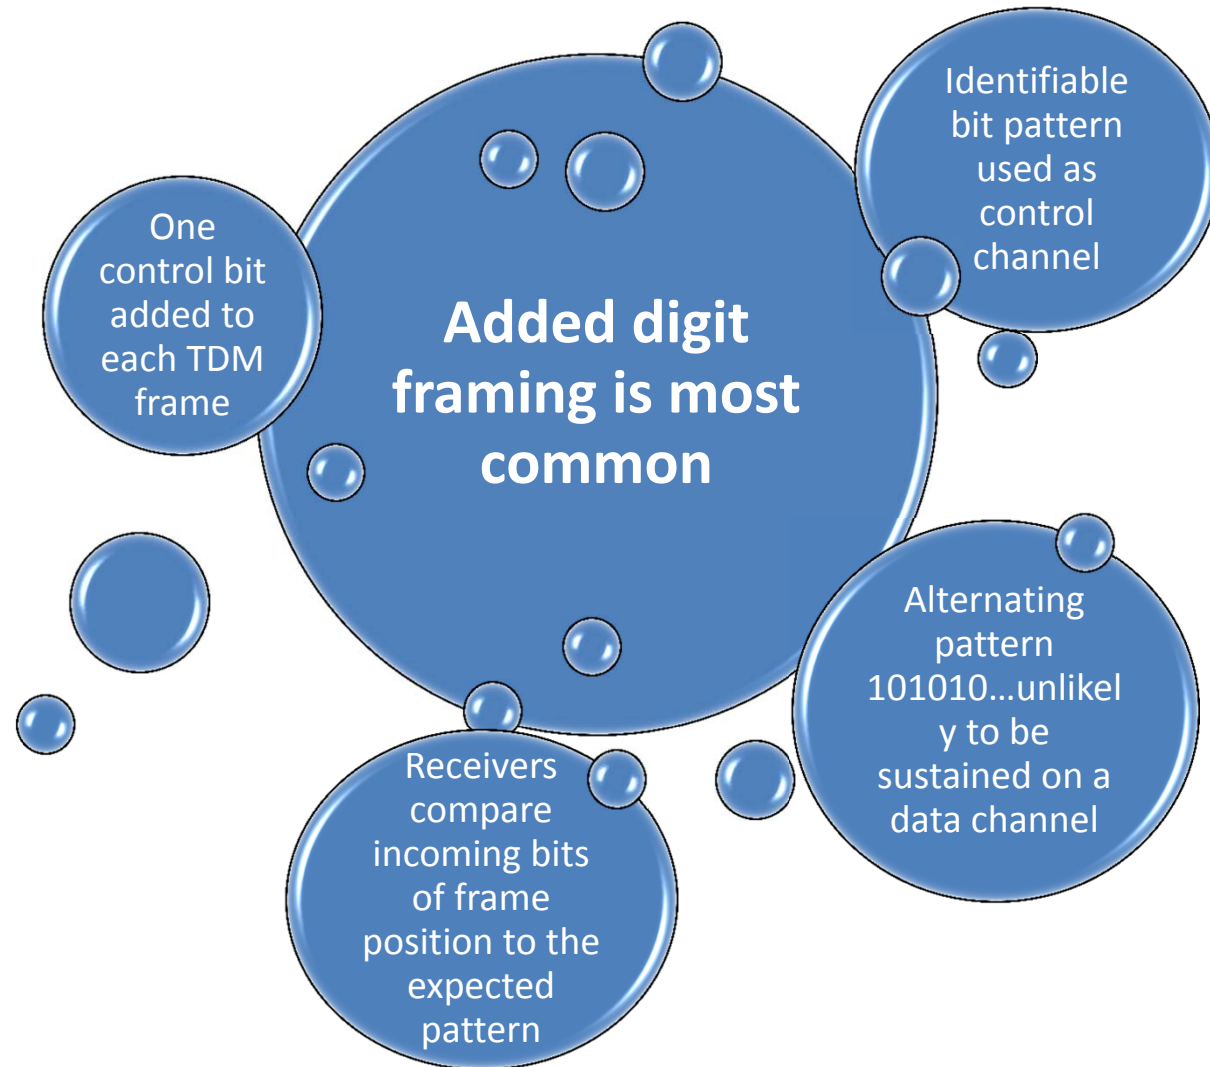 Identifiable
bit pattern
used as
control
channel
One
control bit
added to
each TDM
frame
Added digit
framing is most
common
Alternating
pattern
101010...unlikel
y to be
sustained on a
data channel
Receivers
compare
incoming bits
of frame
position to the
expected
pattern